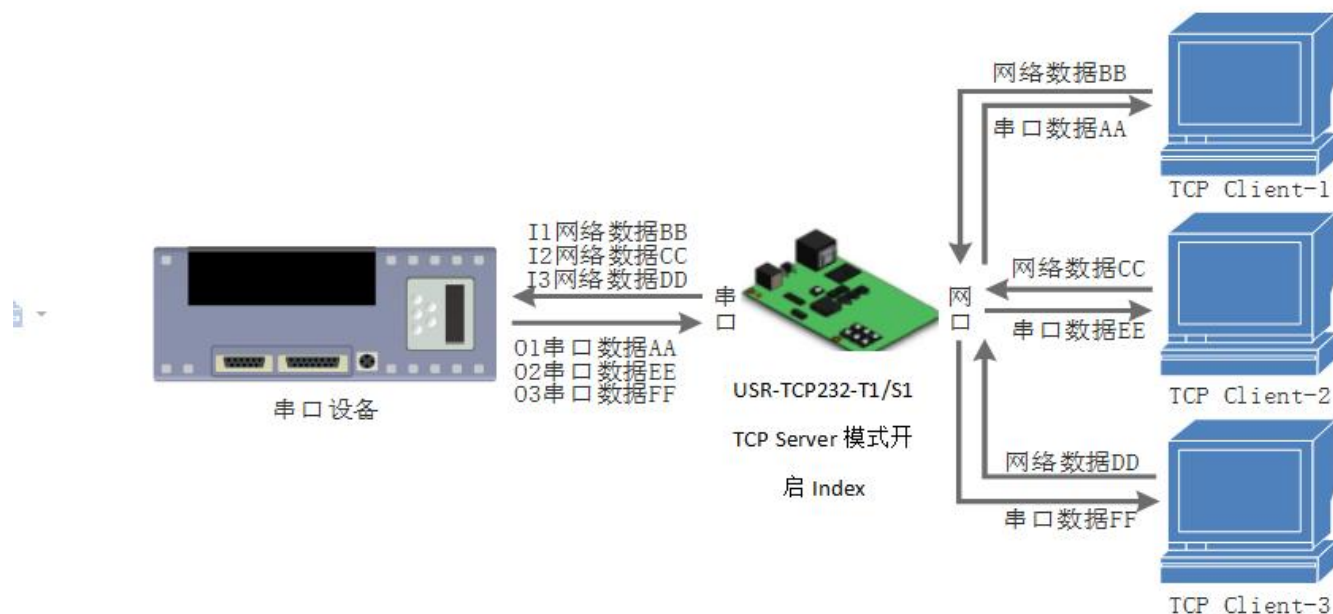 网络数据BB
串口数据AA
TCP Client-1
I1网络数据BB
I2网络数据CC
I3网络数据DD
O1串口数据AA
O2串口数据EE
O3串口数据FF
串口设备
串口
网口
USR-TCP232-T1/S1
TCP Server 模式开
启 Index
网络数据CC
串口数据EE
TCP Client-2
网络数据DD
串口数据FF
TCP Client-3